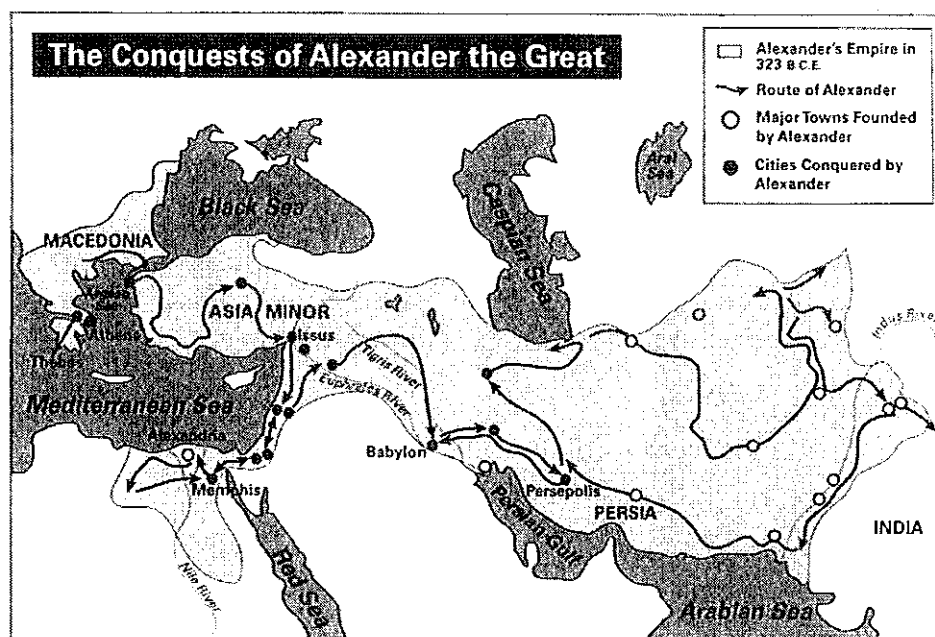 The Conquests of Alexander the Great
Alexander's Empire in
323 B.C.E.
Route of Alexander
Major Towns Founded
by Alexander
Cities Conquered by
Alexander
Aral
Sea
Black Sea
Caspian Sea
MACEDONIA
ASIA MINOR
Issus
Athens
Thebes
Tigris River
Euphrates River
Indus River
Mediterranean Sea
Alexandria
Babylon
Memphis
Persepolis
PERSIA
Persian Gulf
INDIA
Nile River
Red Sea
Arabian Sea